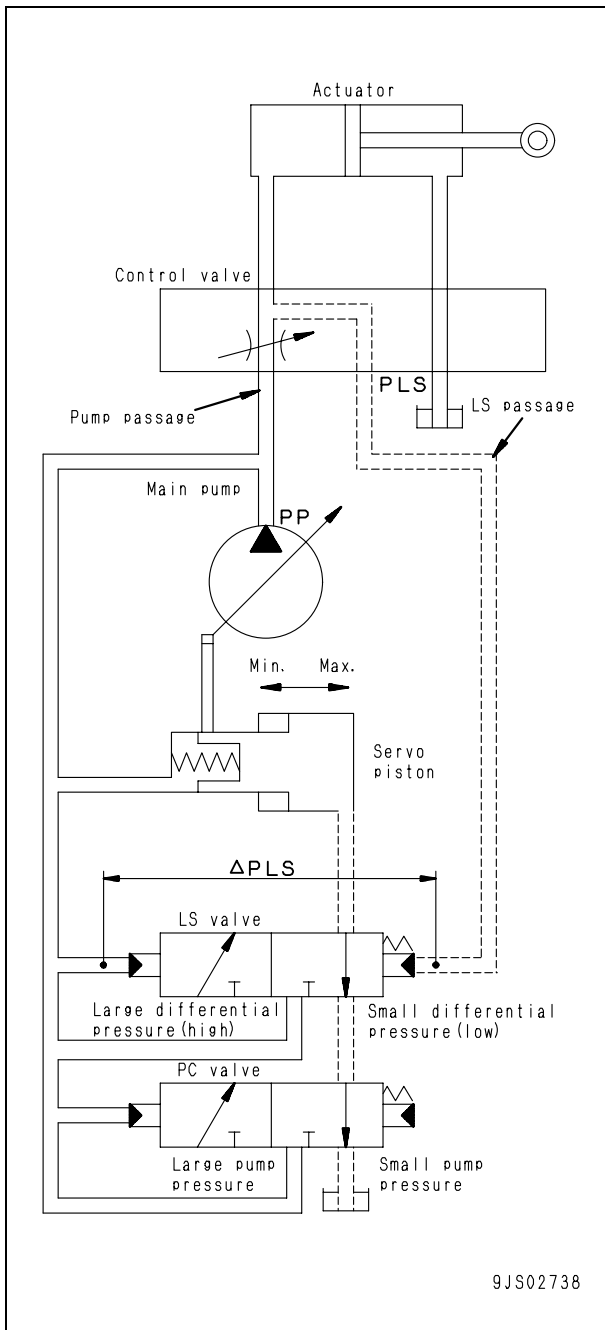 Actuator
Control valve
PLS
LS passage
Pump passage
Main pump
PP
Min. Max.
Servo
piston
ΔPLS
LS valve
Large differential
pressure(high)
Small differential
pressure(low)
PC valve
Large pump
pressure
Small pump
pressure
9JS02738